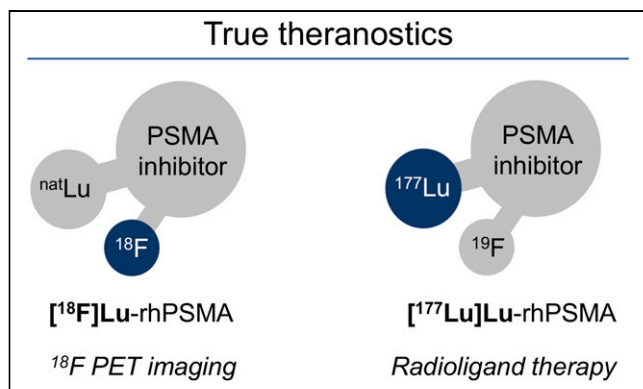 True theranostics
PSMA
inhibitor
natLu
18F
[18F]Lu-rhPSMA
18F PET imaging
PSMA
inhibitor
177Lu
19F
[177Lu]Lu-rhPSMA
Radioligand therapy